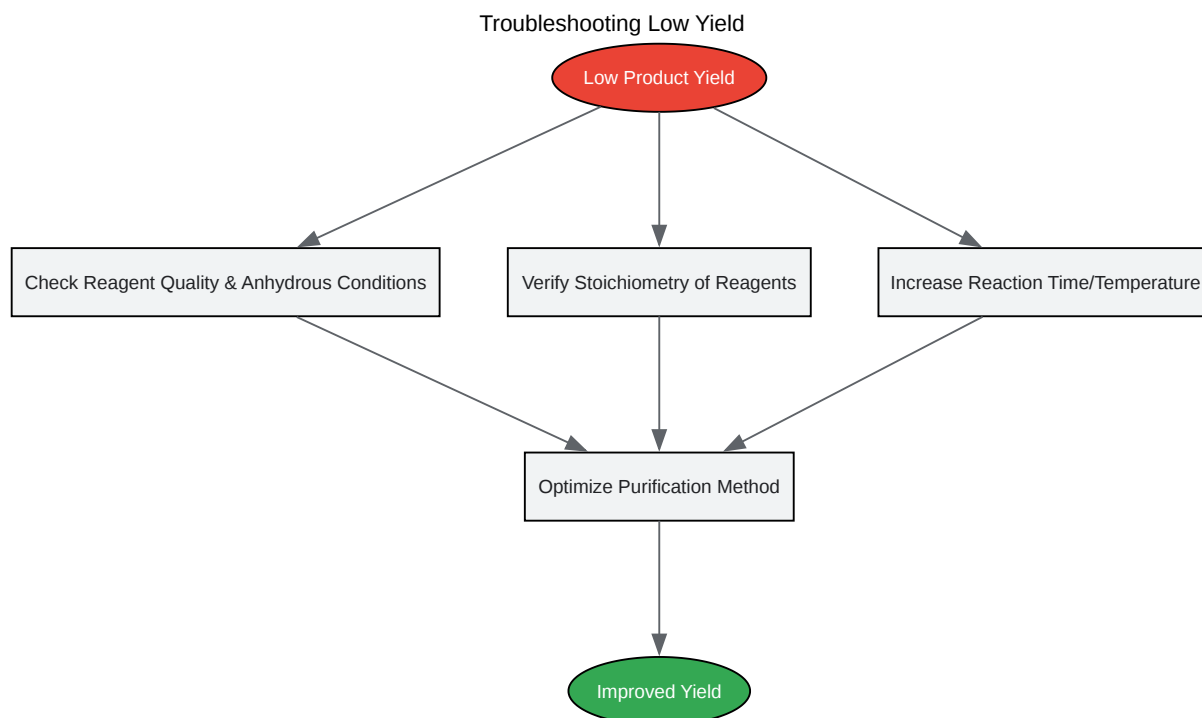 Troubleshooting Low Yield
Low Product Yield
Check Reagent Quality & Anhydrous Conditions
Verify Stoichiometry of Reagents
Increase Reaction Time/Temperature
Optimize Purification Method
Improved Yield